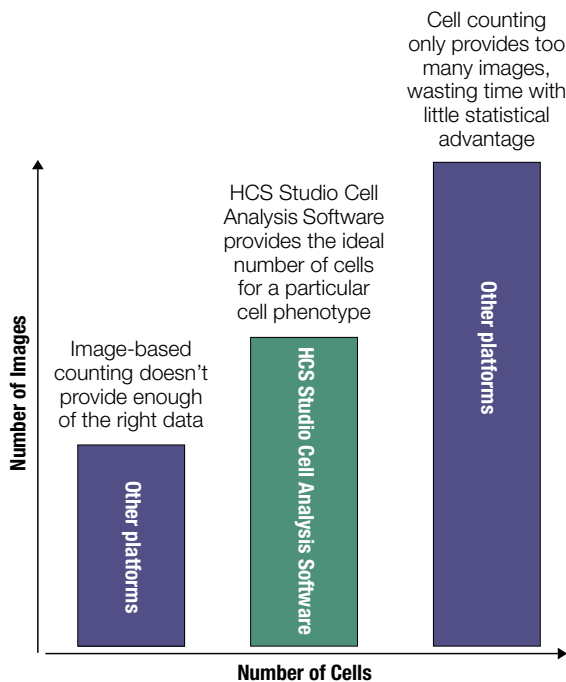 Cell counting
only provides too
many images,
wasting time with
little statistical
advantage
HCS Studio Cell
Analysis Software
provides the ideal
number of cells
for a particular
cell phenotype
Image-based
counting doesn't
provide enough
of the right data
Number of Images
Other platforms
HCS Studio Cell Analysis Software
Other platforms
Number of Cells